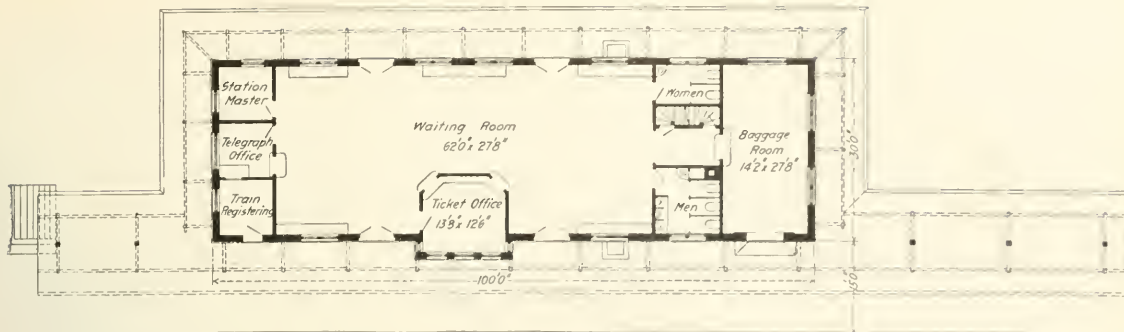 Station
Master
Telegraph
Office
Train
Registering
Waiting Room
62'0" x 27'8"
Ticket Office
13'8" x 12'6"
Women
Men
Baggage
Room
14'2" x 27'8"
30'0"
100'0"
15'0"